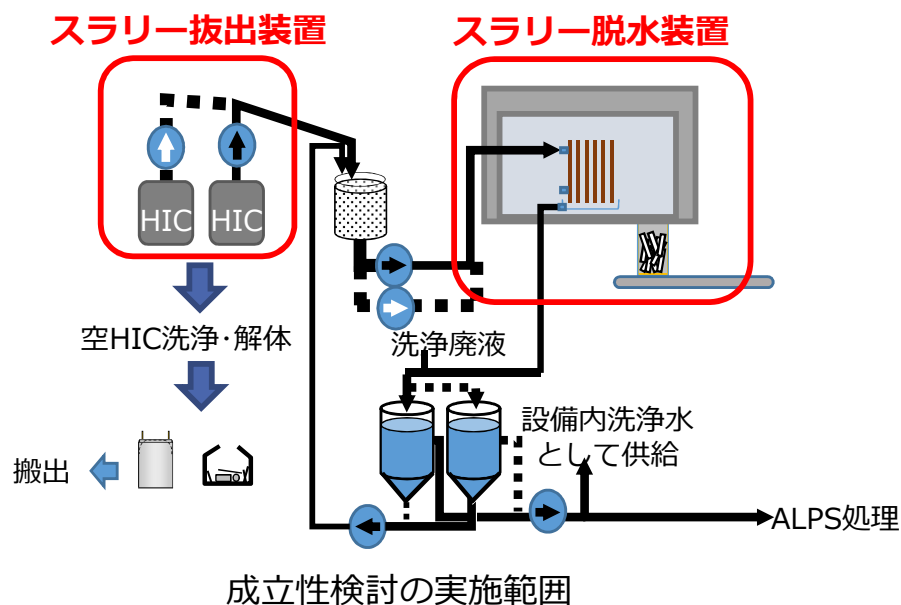 スラリー抜出装置
スラリー脱水装置
HIC
HIC
空HIC洗浄･解体
洗浄廃液
設備内洗浄水
として供給
搬出
ALPS処理
成立性検討の実施範囲